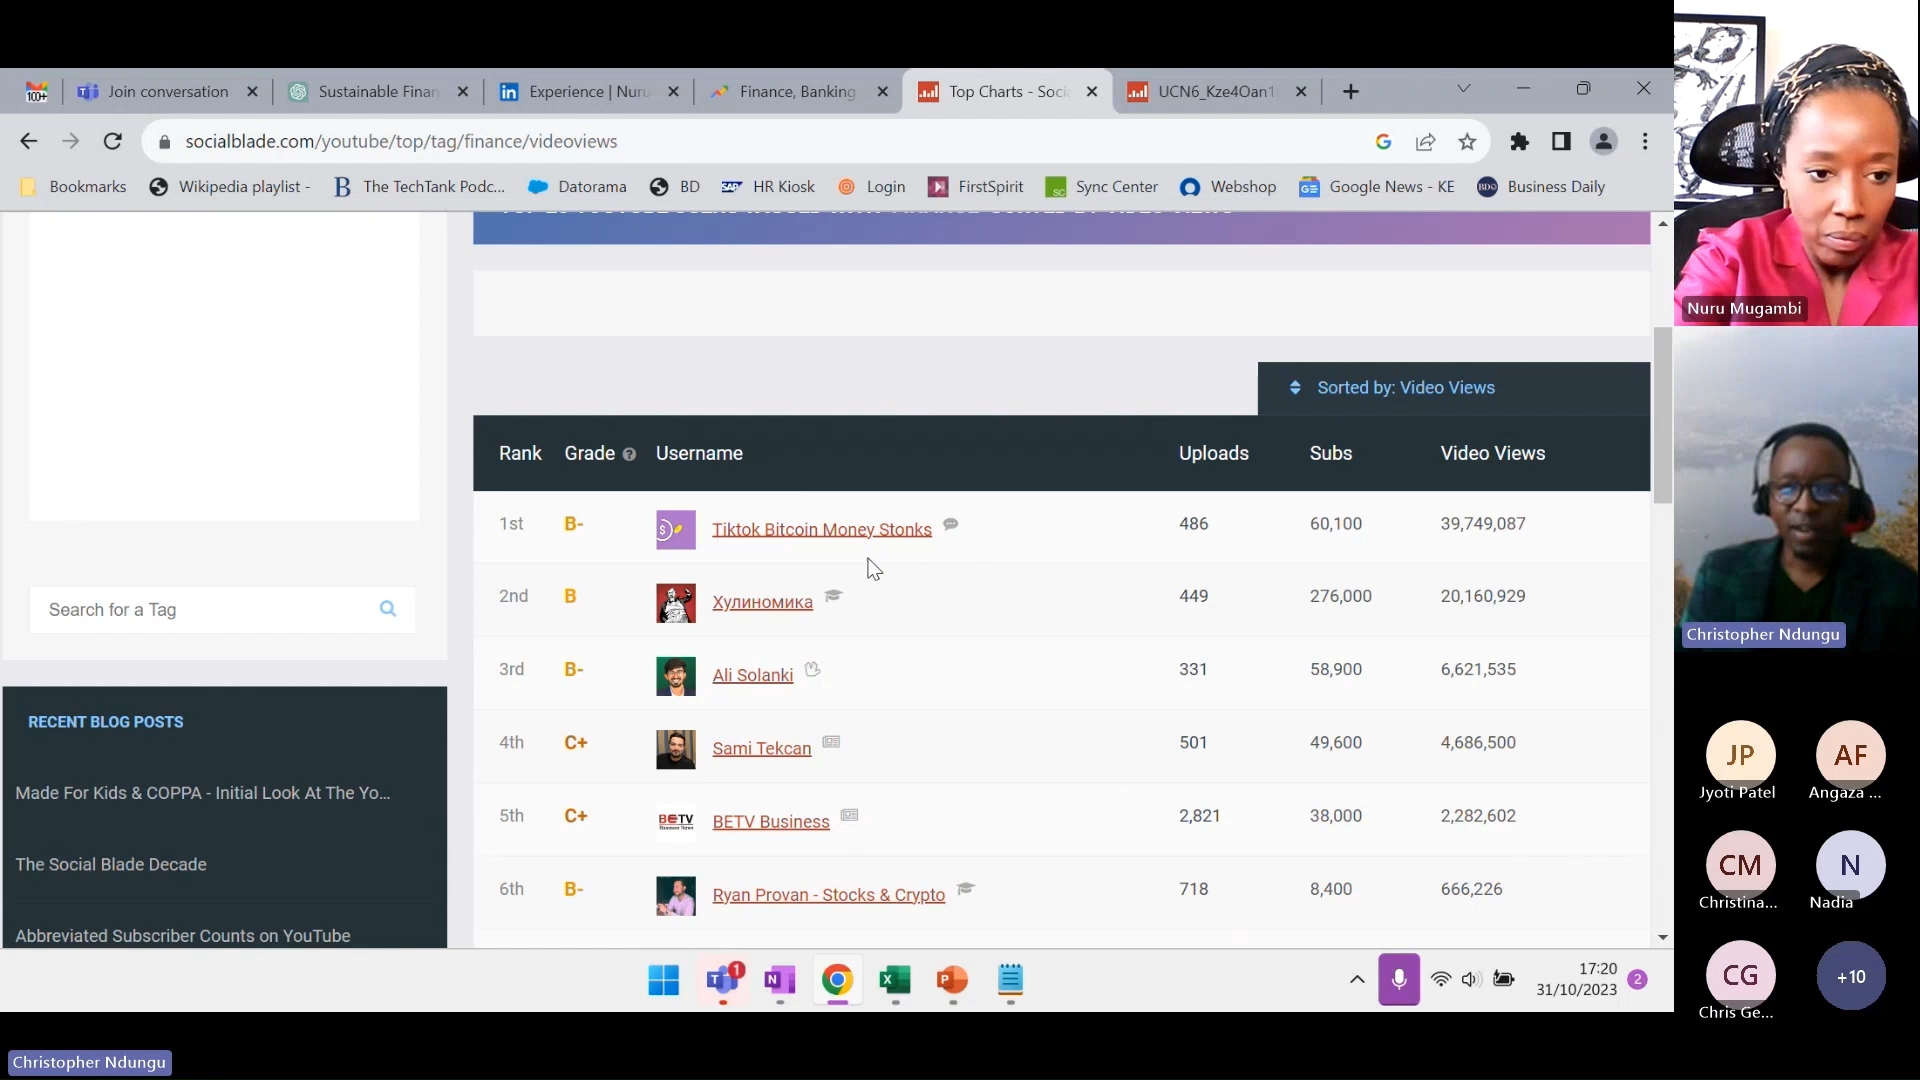 100+
Join conversation
Sustainable Finan
Experience | Nuru
Finance, Banking
Top Charts - Soci
UCN6_Kze4Oan1
socialblade.com/youtube/top/tag/finance/videoviews
Bookmarks
Wikipedia playlist -
B The TechTank Podc...
Datorama
BD
SAP HR Kiosk
Login
FirstSpirit
SC Sync Center
Webshop
Google News - KE
BDO Business Daily
Sorted by: Video Views
Rank Grade Username Uploads Subs Video Views
1st B- Tiktok Bitcoin Money Stonks 486 60,100 39,749,087
2nd B Хулиномика 449 276,000 20,160,929
3rd B- Ali Solanki 331 58,900 6,621,535
4th C+ Sami Tekcan 501 49,600 4,686,500
5th C+ BETV Business 2,821 38,000 2,282,602
6th B- Ryan Provan - Stocks & Crypto 718 8,400 666,226
Search for a Tag
RECENT BLOG POSTS
Made For Kids & COPPA - Initial Look At The Yo...
The Social Blade Decade
Abbreviated Subscriber Counts on YouTube
1
17:20
31/10/2023
2
Nuru Mugambi
Christopher Ndungu
JP
Jyoti Patel
AF
Angaza ...
CM
Christina...
N
Nadia
CG
Chris Ge...
+10
Christopher Ndungu